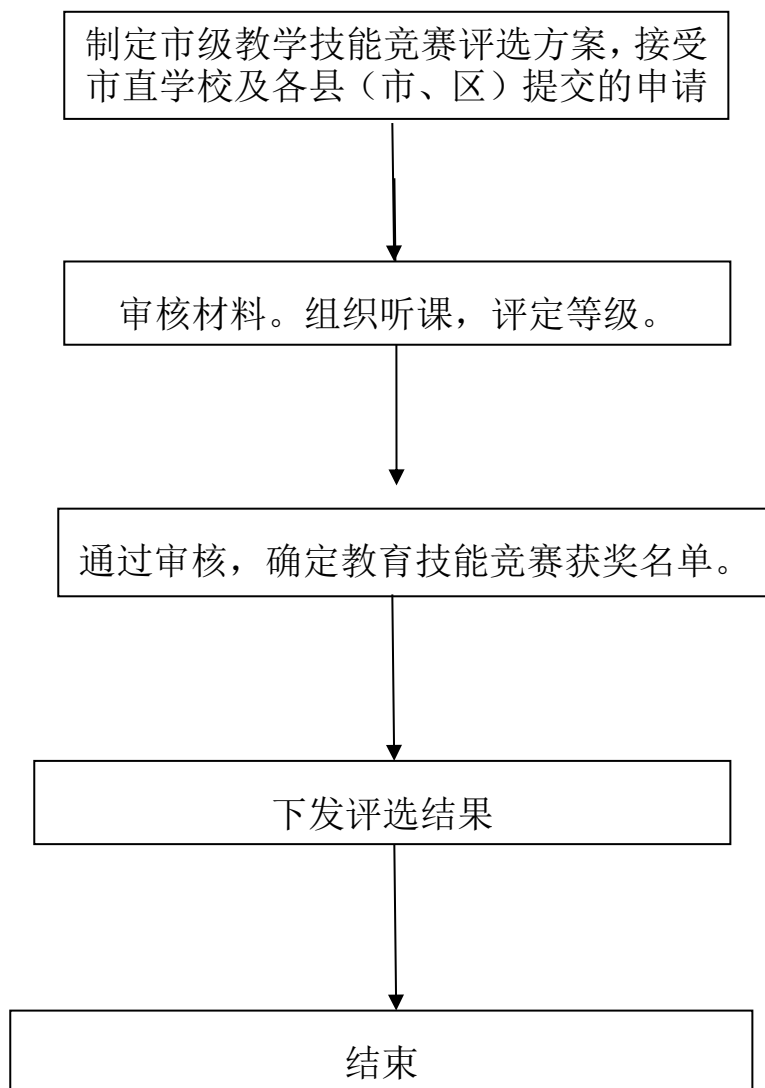 制定市级教学技能竞赛评选方案，接受
市直学校及各县（市、区）提交的申请
审核材料。组织听课，评定等级。
通过审核，确定教育技能竞赛获奖名单。
下发评选结果
结束